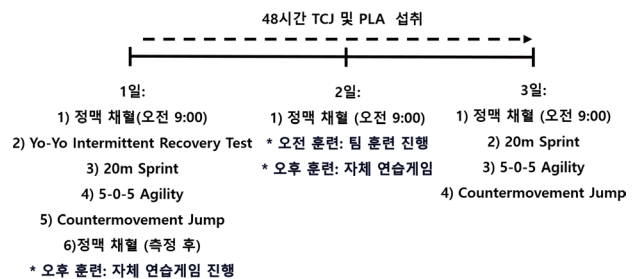 48시간 TCJ 및 PLA 섭취
1일:
1) 정맥 채혈(오전 9:00)
2) Yo-Yo Intermittent Recovery Test
3) 20m Sprint
4) 5-0-5 Agility
5) Countermovement Jump
6)정맥 채혈 (측정 후)
* 오후 훈련: 자체 연습게임 진행
2일:
1) 정맥 채혈 (오전 9:00)
* 오전 훈련: 팀 훈련 진행
* 오후 훈련: 자체 연습게임
3일:
1) 정맥 채혈 (오전 9:00)
2) 20m Sprint
3) 5-0-5 Agility
4) Countermovement Jump